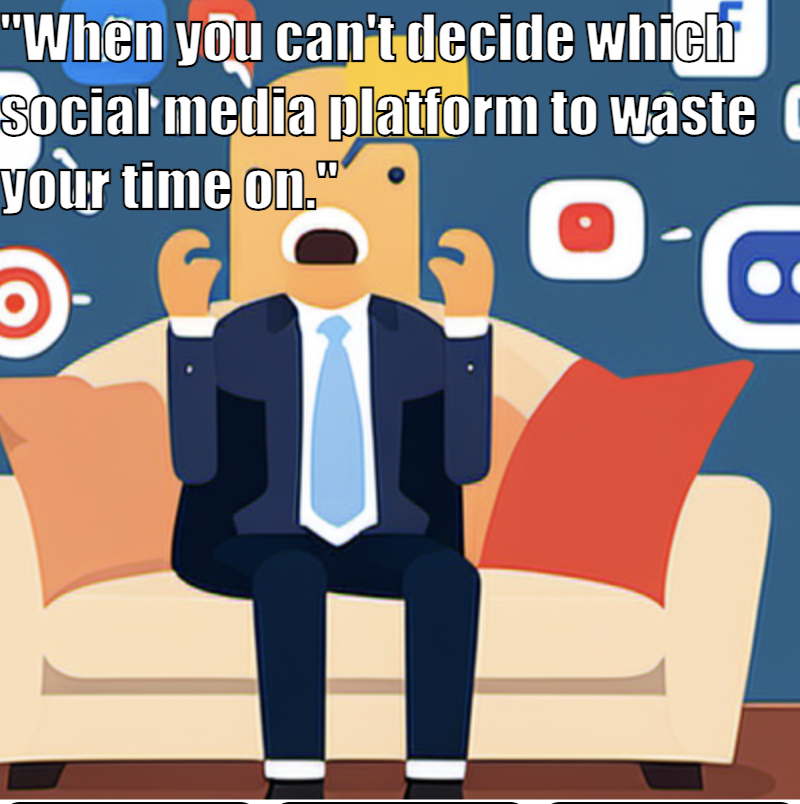 "When you can't decide which
social media platform to waste
your time on."